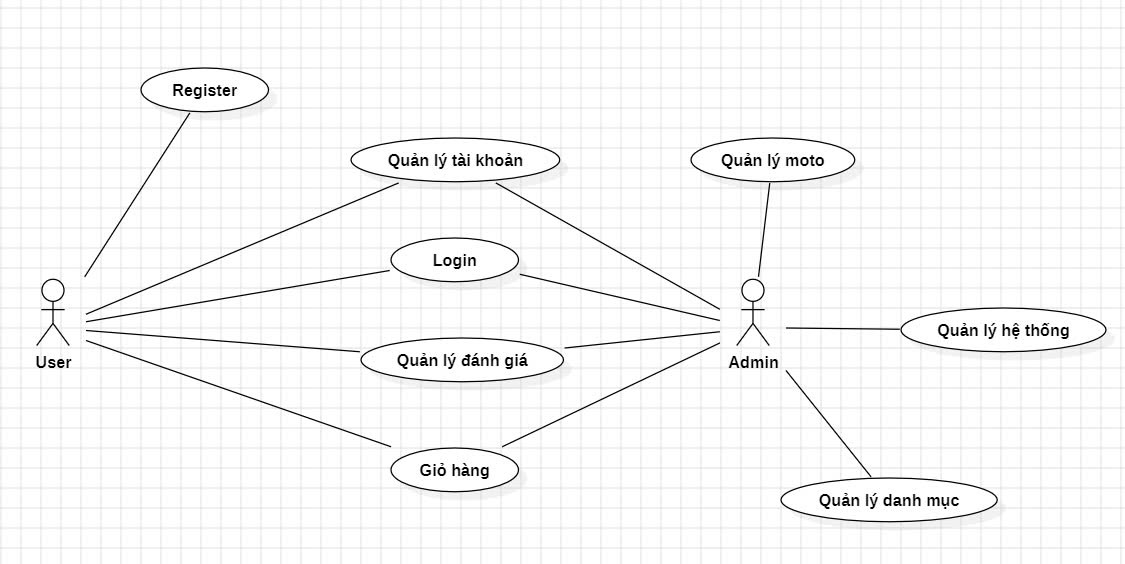 Register
Quản lý tài khoản
Quản lý moto
Login
Quản lý hệ thống
User
Quản lý đánh giá
Admin
Giỏ hàng
Quản lý danh mục